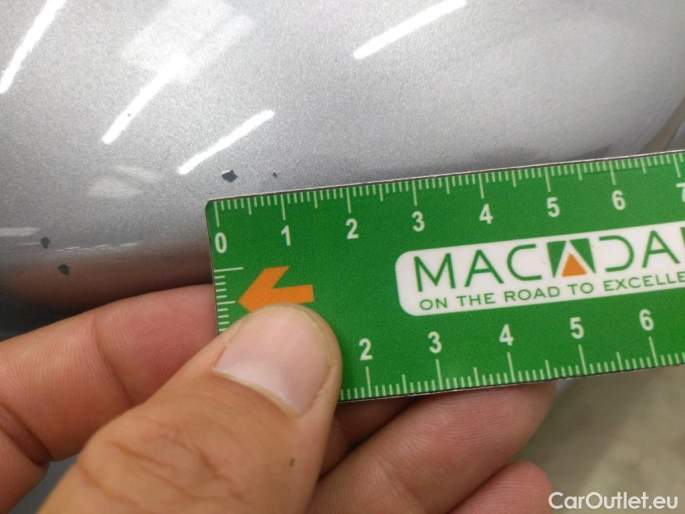 0 1 2 3 4 5 6 7
MACADA
ON THE ROAD TO EXCELLE
2 3 4 5 6
CarOutlet.eu